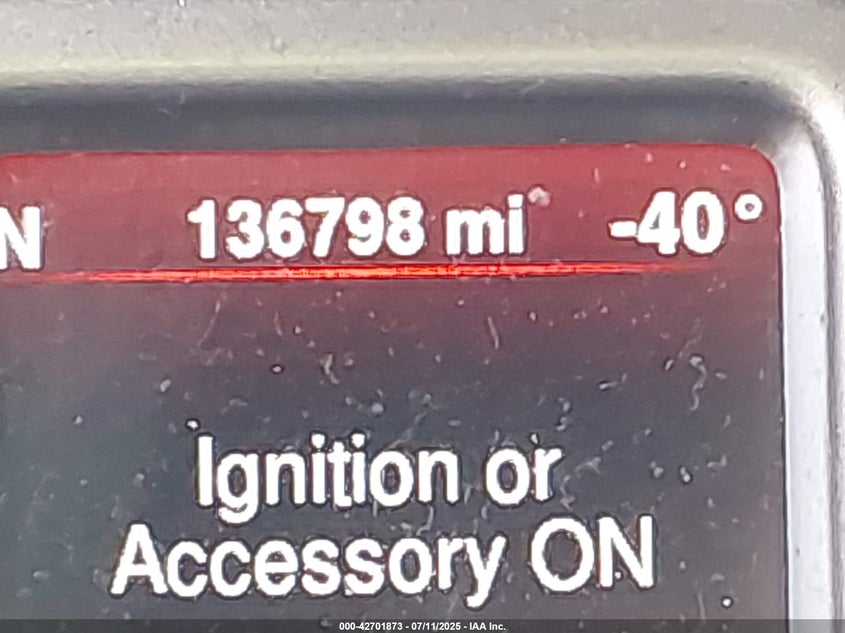 N 136798 mi -40°
Ignition or
Accessory ON
000-42701873 - 07/11/2025 - IAA Inc.